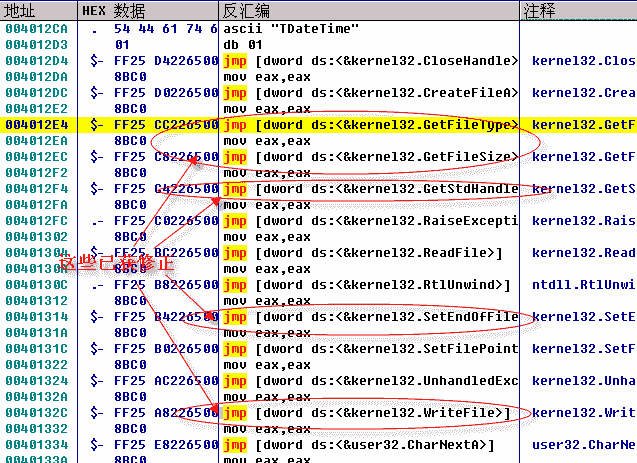 地址 HEX 数据 反汇编 注释
004012CA . 54 44 61 74 6 ascii "TDateTime"
004012D3 01 db 01
004012D4 $- FF25 D4226500 jmp [dword ds:<&kernel32.CloseHandle> kernel32.Clos
004012DA 8BC0 mov eax,eax
004012DC $- FF25 D0226500 jmp [dword ds:<&kernel32.CreateFileA> kernel32.Crea
004012E2 8BC0 mov eax,eax
004012E4 $- FF25 CC226500 jmp [dword ds:<&kernel32.GetFileType> kernel32.GetF
004012EA 8BC0 mov eax,eax
004012EC $- FF25 C8226500 jmp [dword ds:<&kernel32.GetFileSize> kernel32.GetF
004012F2 8BC0 mov eax,eax
004012F4 $- FF25 C4226500 jmp [dword ds:<&kernel32.GetStdHandle kernel32.GetS
004012FA 8BC0 mov eax,eax
004012FC .- FF25 C0226500 jmp [dword ds:<&kernel32.RaiseExcepti kernel32.Rais
00401302 8BC0 mov eax,eax
00401304 $- FF25 BC226500 jmp [dword ds:<&kernel32.ReadFile>] kernel32.Read
这些已获修正
0040130A 8BC0 mov eax,eax
0040130C .- FF25 B8226500 jmp [dword ds:<&kernel32.RtlUnwind>] ntdll.RtlUnwi
00401312 8BC0 mov eax,eax
00401314 $- FF25 B4226500 jmp [dword ds:<&kernel32.SetEndOfFile kernel32.SetE
0040131A 8BC0 mov eax,eax
0040131C $- FF25 B0226500 jmp [dword ds:<&kernel32.SetFilePoint kernel32.SetF
00401322 8BC0 mov eax,eax
00401324 $- FF25 AC226500 jmp [dword ds:<&kernel32.UnhandledExc kernel32.Unha
0040132A 8BC0 mov eax,eax
0040132C $- FF25 A8226500 jmp [dword ds:<&kernel32.WriteFile>] kernel32.Writ
00401332 8BC0 mov eax,eax
00401334 $- FF25 E8226500 jmp [dword ds:<&user32.CharNextA>] user32.CharNe
0040133A 8BC0 mov eax,eax